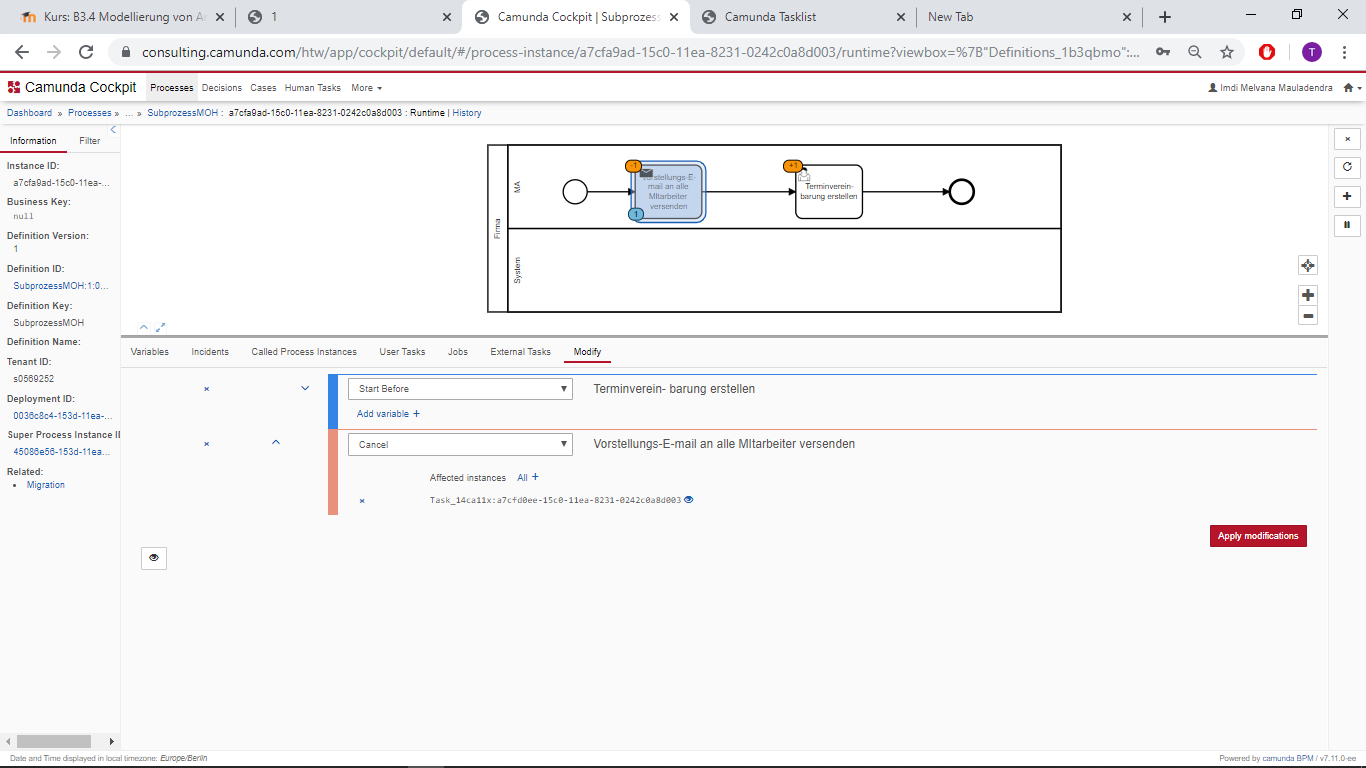 Kurs: B3.4 Modellierung von A
1
Camunda Cockpit | Subprozess
Camunda Tasklist
New Tab
consulting.camunda.com/htw/app/cockpit/default/#/process-instance/a7cfa9ad-15c0-11ea-8231-0242c0a8d003/runtime?viewbox=%7B"Definitions_1b3qbmo":...
T
Camunda Cockpit
Processes Decisions Cases Human Tasks More
Imdi Melvana Mauladendra
Dashboard » Processes » ... » SubprozessMOH : a7cfa9ad-15c0-11ea-8231-0242c0a8d003 : Runtime | History
Information Filter
Instance ID:
a7cfa9ad-15c0-11ea-...
Business Key:
null
Definition Version:
1
Definition ID:
SubprozessMOH:1:0...
Definition Key:
SubprozessMOH
Definition Name:
Tenant ID:
s0569252
Deployment ID:
0036c8c4-153d-11ea-...
Super Process Instance I
45086e56-153d-11ea...
Related:
Migration
Firma
MA
System
-1
Vorstellungs-E-
mail an alle
MItarbeiter
versenden
1
+1
Terminverein-
barung erstellen
Variables Incidents Called Process Instances User Tasks Jobs External Tasks Modify
Start Before
Terminverein- barung erstellen
Add variable +
Cancel
Vorstellungs-E-mail an alle MItarbeiter versenden
Affected instances All +
Task_14ca11x:a7cfd0ee-15c0-11ea-8231-0242c0a8d003
Apply modifications
Date and Time displayed in local timezone: Europe/Berlin
Powered by camunda BPM / v7.11.0-ee